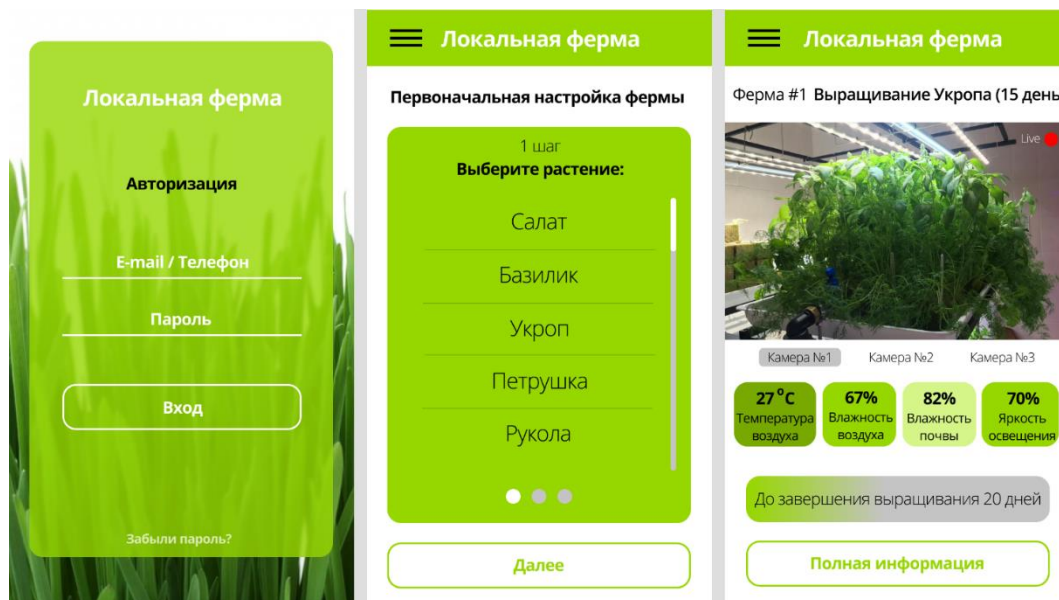 Локальная ферма
Авторизация
E-mail / Телефон
Пароль
Вход
Забыли пароль?
Локальная ферма
Первоначальная настройка фермы
1 шаг
Выберите растение:
Салат
Базилик
Укроп
Петрушка
Рукола
Далее
Локальная ферма
Ферма #1 Выращивание Укропа (15 день
Live
Камера №1 Камера №2 Камера №3
27 °C
Температура
воздуха
67%
Влажность
воздуха
82%
Влажность
почвы
70%
Яркость
освещения
До завершения выращивания 20 дней
Полная информация